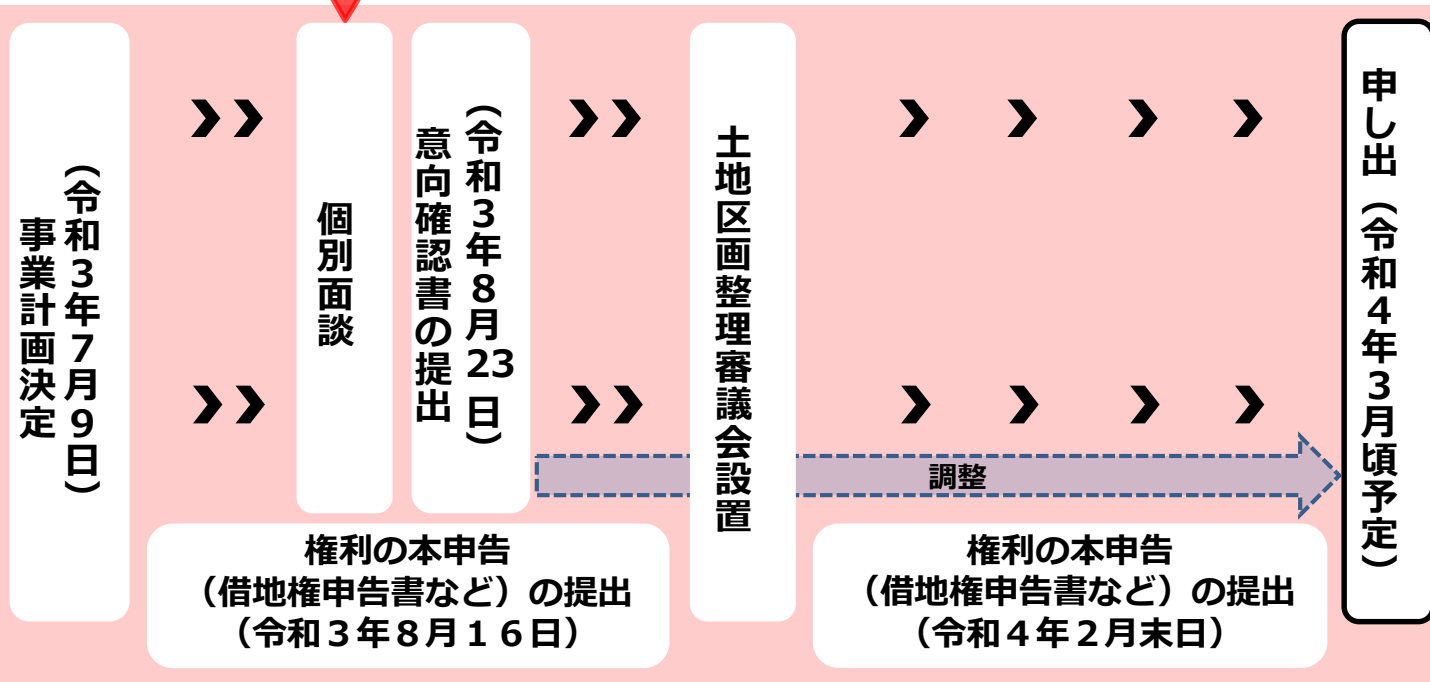 事業計画決定
（令和３年７月９日）
個別面談
意向確認書の提出
（令和３年８月23日）
土地区画整理審議会設置
調整
申し出（令和４年３月頃予定）
権利の本申告
（借地権申告書など）の提出
（令和３年８月１６日）
権利の本申告
（借地権申告書など）の提出
（令和４年２月末日）